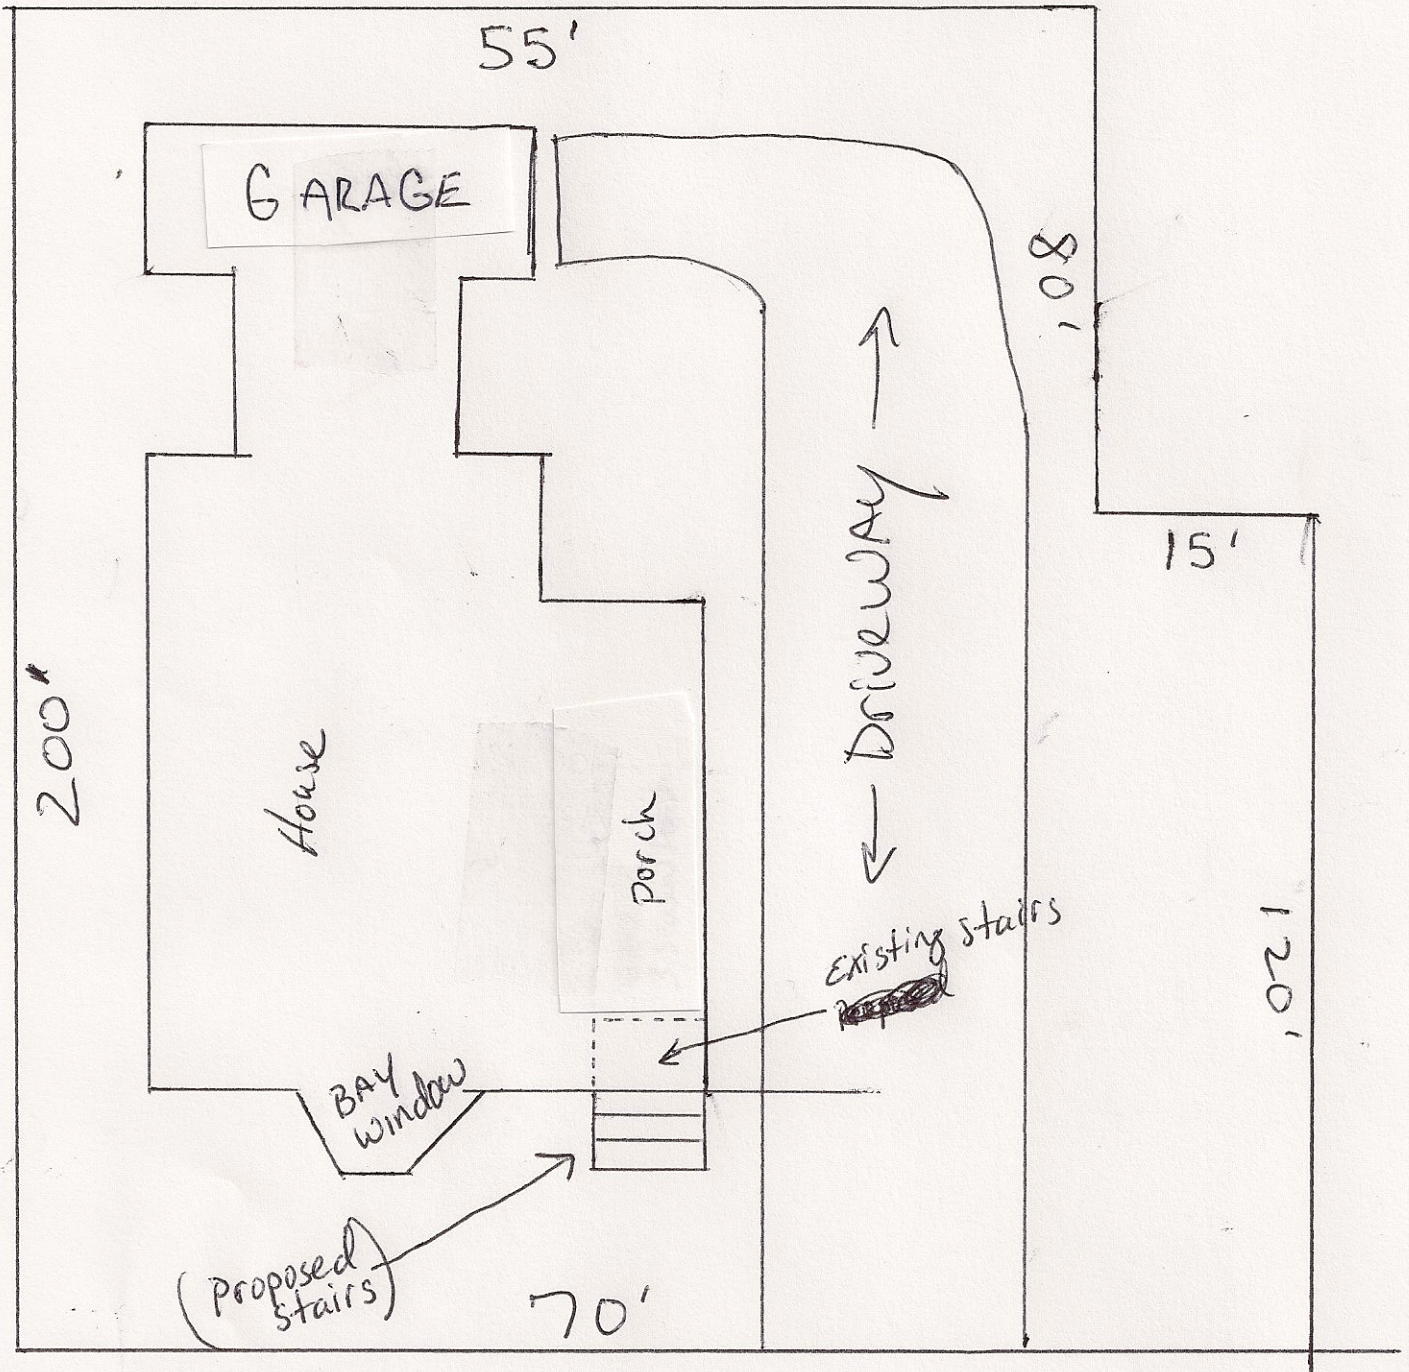 55'
GARAGE
80'
15'
DriveWAY
200"
House
Porch
Existing stairs
120'
BAY
Window
(Proposed
stairs)
70'